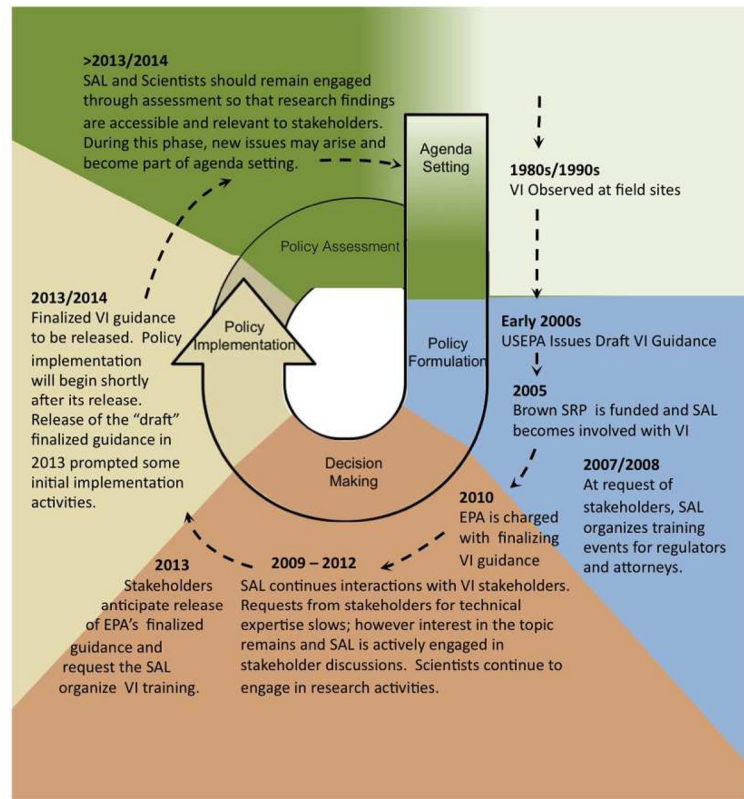 >2013/2014
SAL and Scientists should remain engaged
through assessment so that research findings
are accessible and relevant to stakeholders.
During this phase, new issues may arise and
become part of agenda setting.
Agenda
Setting
1980s/1990s
VI Observed at field sites
Policy Assessment
2013/2014
Finalized VI guidance
to be released. Policy
implementation
will begin shortly
after its release.
Release of the “draft”
finalized guidance in
2013 prompted some
initial implementation
activities.
Policy
Implementation
Policy
Formulation
Early 2000s
USEPA Issues Draft VI Guidance
2005
Brown SRP is funded and SAL
becomes involved with VI
2007/2008
At request of
stakeholders, SAL
organizes training
events for regulators
and attorneys.
Decision
Making
2010
EPA is charged
with finalizing
VI guidance
2009 – 2012
SAL continues interactions with VI stakeholders.
Requests from stakeholders for technical
expertise slows; however interest in the topic
remains and SAL is actively engaged in
stakeholder discussions. Scientists continue to
engage in research activities.
2013
Stakeholders
anticipate release
of EPA’s finalized
guidance and
request the SAL
organize VI training.